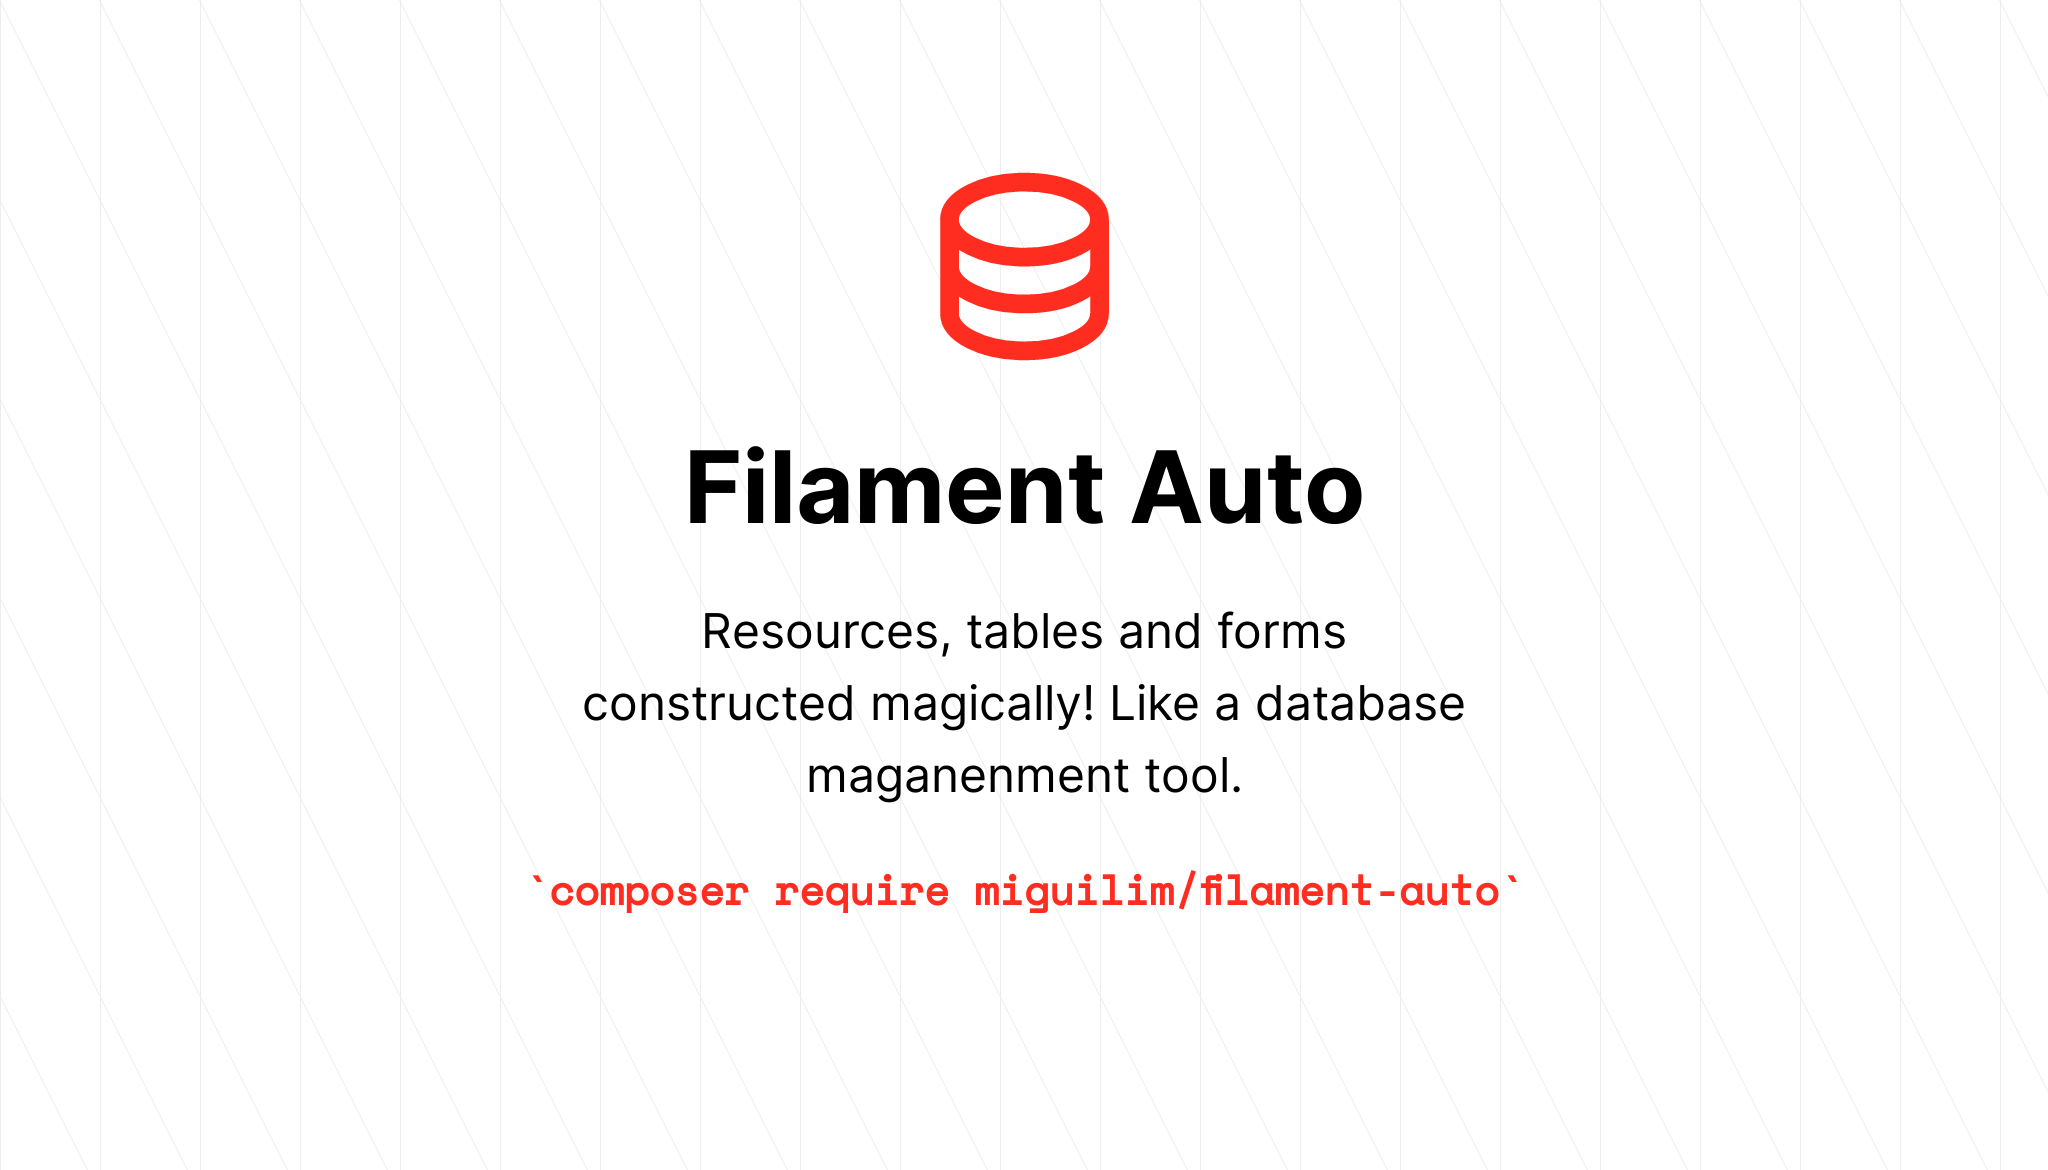 Filament Auto
Resources, tables and forms
constructed magically! Like a database
maganenment tool.
`composer require miguilim/filament-auto`